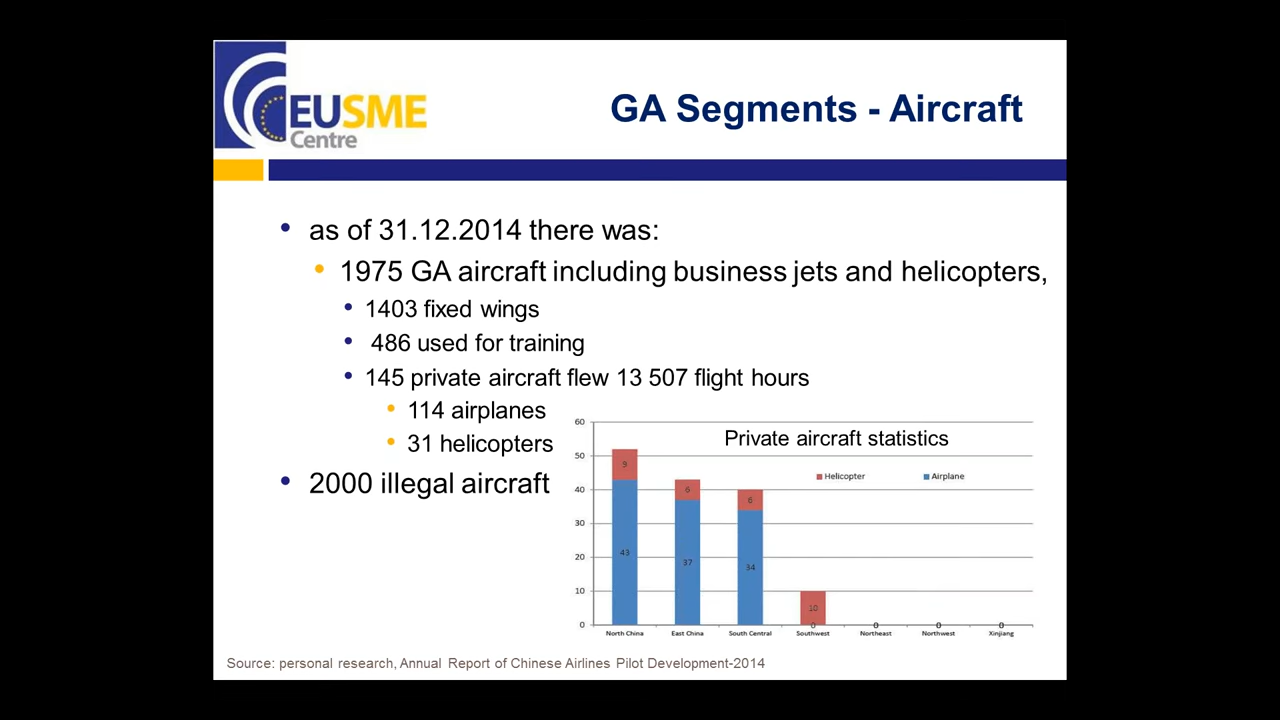 EUSME
Centre
GA Segments - Aircraft
• as of 31.12.2014 there was:
• 1975 GA aircraft including business jets and helicopters,
• 1403 fixed wings
• 486 used for training
• 145 private aircraft flew 13 507 flight hours
• 114 airplanes
• 31 helicopters
• 2000 illegal aircraft
Private aircraft statistics
Helicopter Airplane
60
50
40
30
20
10
0
9 6 6
43 37 34 10
0 0 0 0
North China East China South Central Southwest Northeast Northwest Xinjiang
Source: personal research, Annual Report of Chinese Airlines Pilot Development-2014